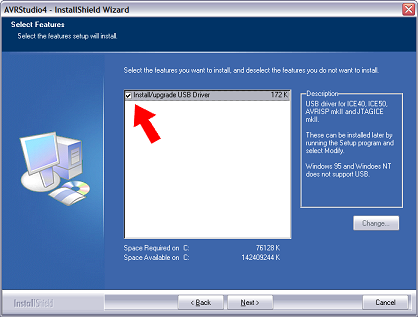 AVRStudio4 - InstallShield Wizard
Select Features
Select the features setup will install.
Select the features you want to install, and deselect the features you do not want to install.
Install/upgrade USB Driver 172 K
Description
USB driver for ICE40, ICE50,
AVRISP mkII and JTAGICE
mkII.
These can be installed later by
running the Setup program and
select Modify.
Windows 95 and Windoes NT
does not support USB.
Change...
Space Required on C: 76128 K
Space Available on C: 142409244 K
InstallShield
< Back
Next >
Cancel